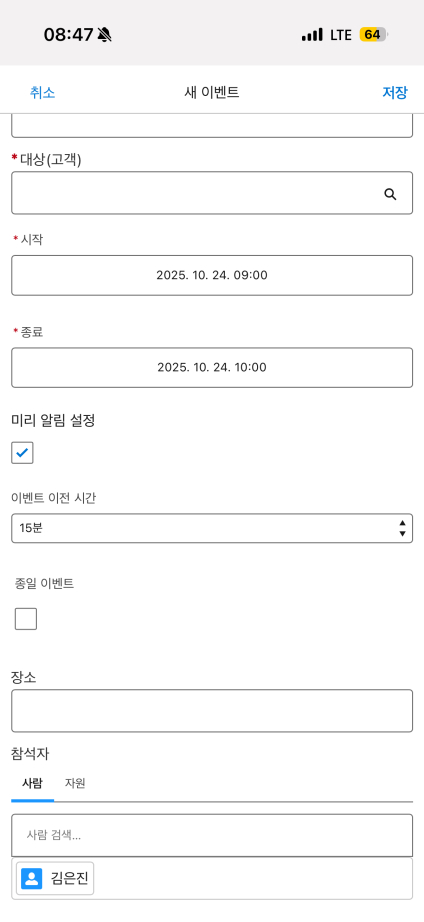 08:47
LTE 64
취소 새 이벤트 저장
*대상(고객)
*시작
2025. 10. 24. 09:00
*종료
2025. 10. 24. 10:00
미리 알림 설정
이벤트 이전 시간
15분
종일 이벤트
장소
참석자
사람 자원
사람 검색...
김은진